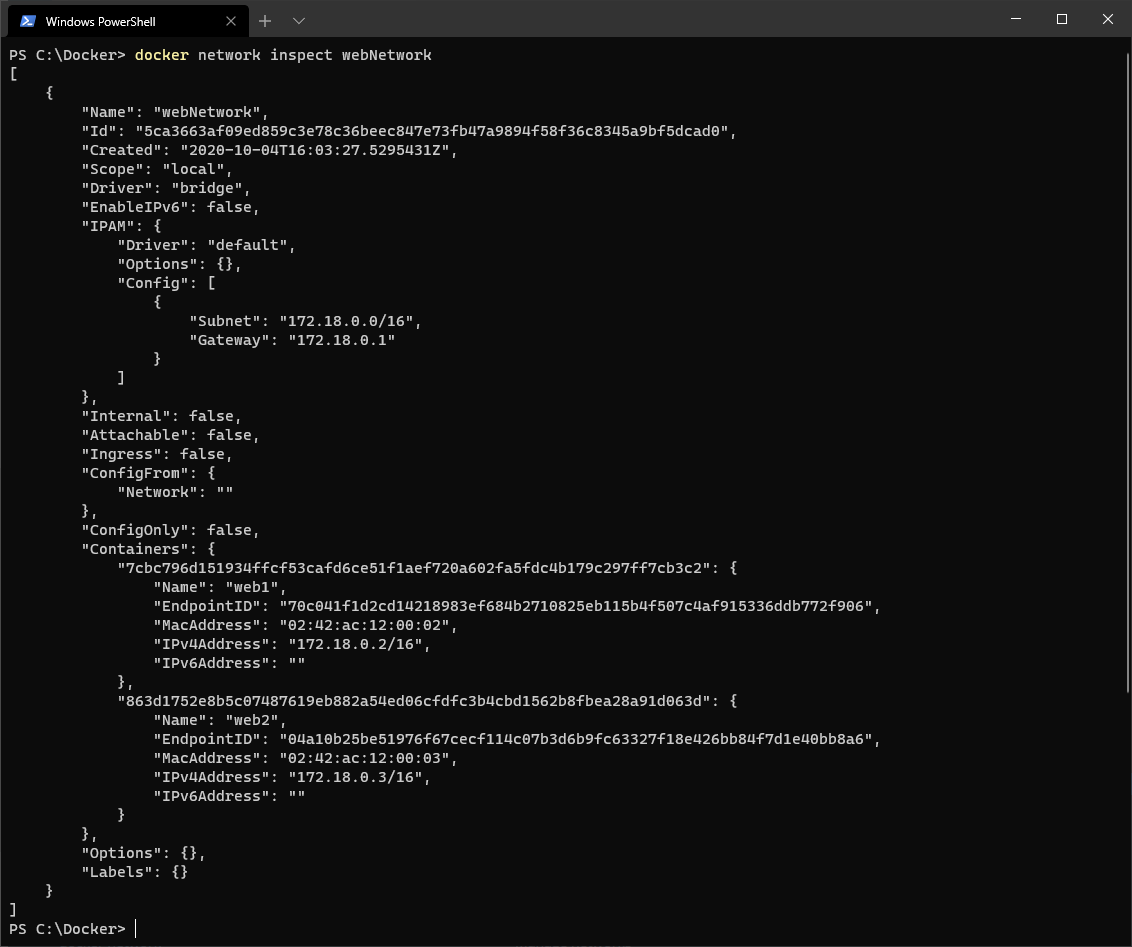 Windows PowerShell
PS C:\Docker> docker network inspect webNetwork
[
    {
        "Name": "webNetwork",
        "Id": "5ca3663af09ed859c3e78c36beec847e73fb47a9894f58f36c8345a9bf5dcad0",
        "Created": "2020-10-04T16:03:27.5295431Z",
        "Scope": "local",
        "Driver": "bridge",
        "EnableIPv6": false,
        "IPAM": {
            "Driver": "default",
            "Options": {},
            "Config": [
                {
                    "Subnet": "172.18.0.0/16",
                    "Gateway": "172.18.0.1"
                }
            ]
        },
        "Internal": false,
        "Attachable": false,
        "Ingress": false,
        "ConfigFrom": {
            "Network": ""
        },
        "ConfigOnly": false,
        "Containers": {
            "7cbc796d151934ffcf53cafd6ce51f1aef720a602fa5fdc4b179c297ff7cb3c2": {
                "Name": "web1",
                "EndpointID": "70c041f1d2cd14218983ef684b2710825eb115b4f507c4af915336ddb772f906",
                "MacAddress": "02:42:ac:12:00:02",
                "IPv4Address": "172.18.0.2/16",
                "IPv6Address": ""
            },
            "863d1752e8b5c07487619eb882a54ed06cfdfc3b4cbd1562b8fbea28a91d063d": {
                "Name": "web2",
                "EndpointID": "04a10b25be51976f67cecf114c07b3d6b9fc63327f18e426bb84f7d1e40bb8a6",
                "MacAddress": "02:42:ac:12:00:03",
                "IPv4Address": "172.18.0.3/16",
                "IPv6Address": ""
            }
        },
        "Options": {},
        "Labels": {}
    }
]
PS C:\Docker>